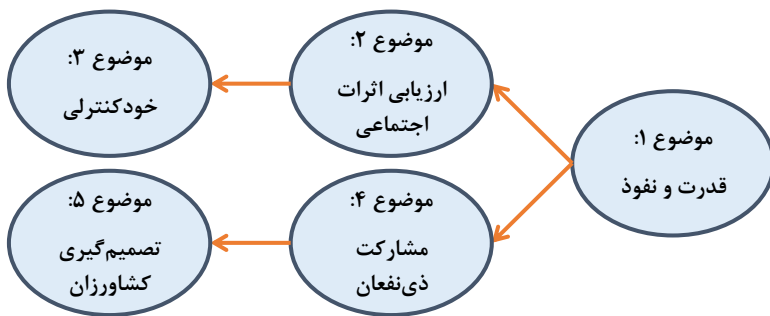 موضوع ۱:
قدرت و نفوذ
موضوع ۲:
ارزیابی اثرات
اجتماعی
موضوع ۳:
خودکنترلی
موضوع ۴:
مشارکت
ذی‌نفعان
موضوع ۵:
تصمیم‌گیری
کشاورزان